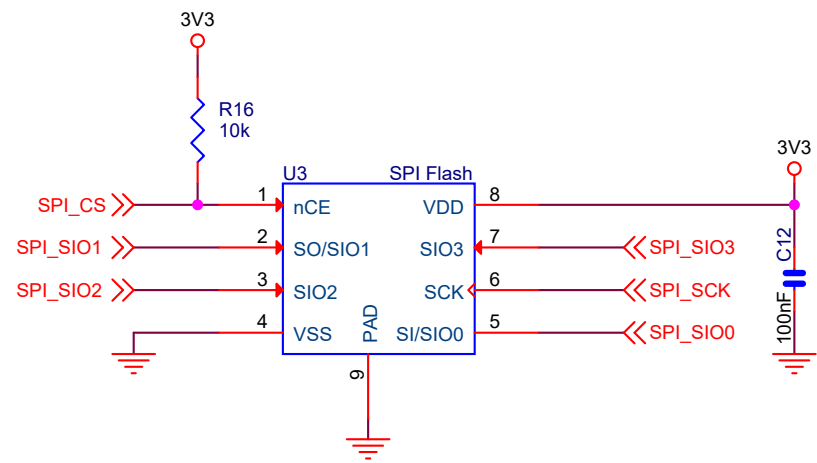 3V3
R16
10k
3V3
U3
SPI Flash
SPI_CS
1
nCE
VDD
8
SPI_SIO1
2
SO/SIO1
SIO3
7
SPI_SIO3
C12
SPI_SIO2
3
SIO2
SCK
6
SPI_SCK
100nF
4
VSS
PAD
SI/SIO0
5
SPI_SIO0
9